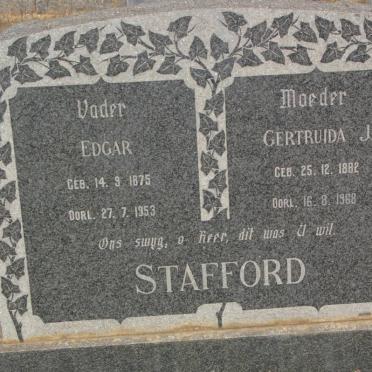 Vader
EDGAR
GEB. 14. 9. 1875
OORL. 27. 7. 1953
Moeder
GERTRUIDA J
GEB. 25. 12. 1882
OORL. 16. 8. 1968
Ons swyg, o Heer, dit was U wil.
STAFFORD